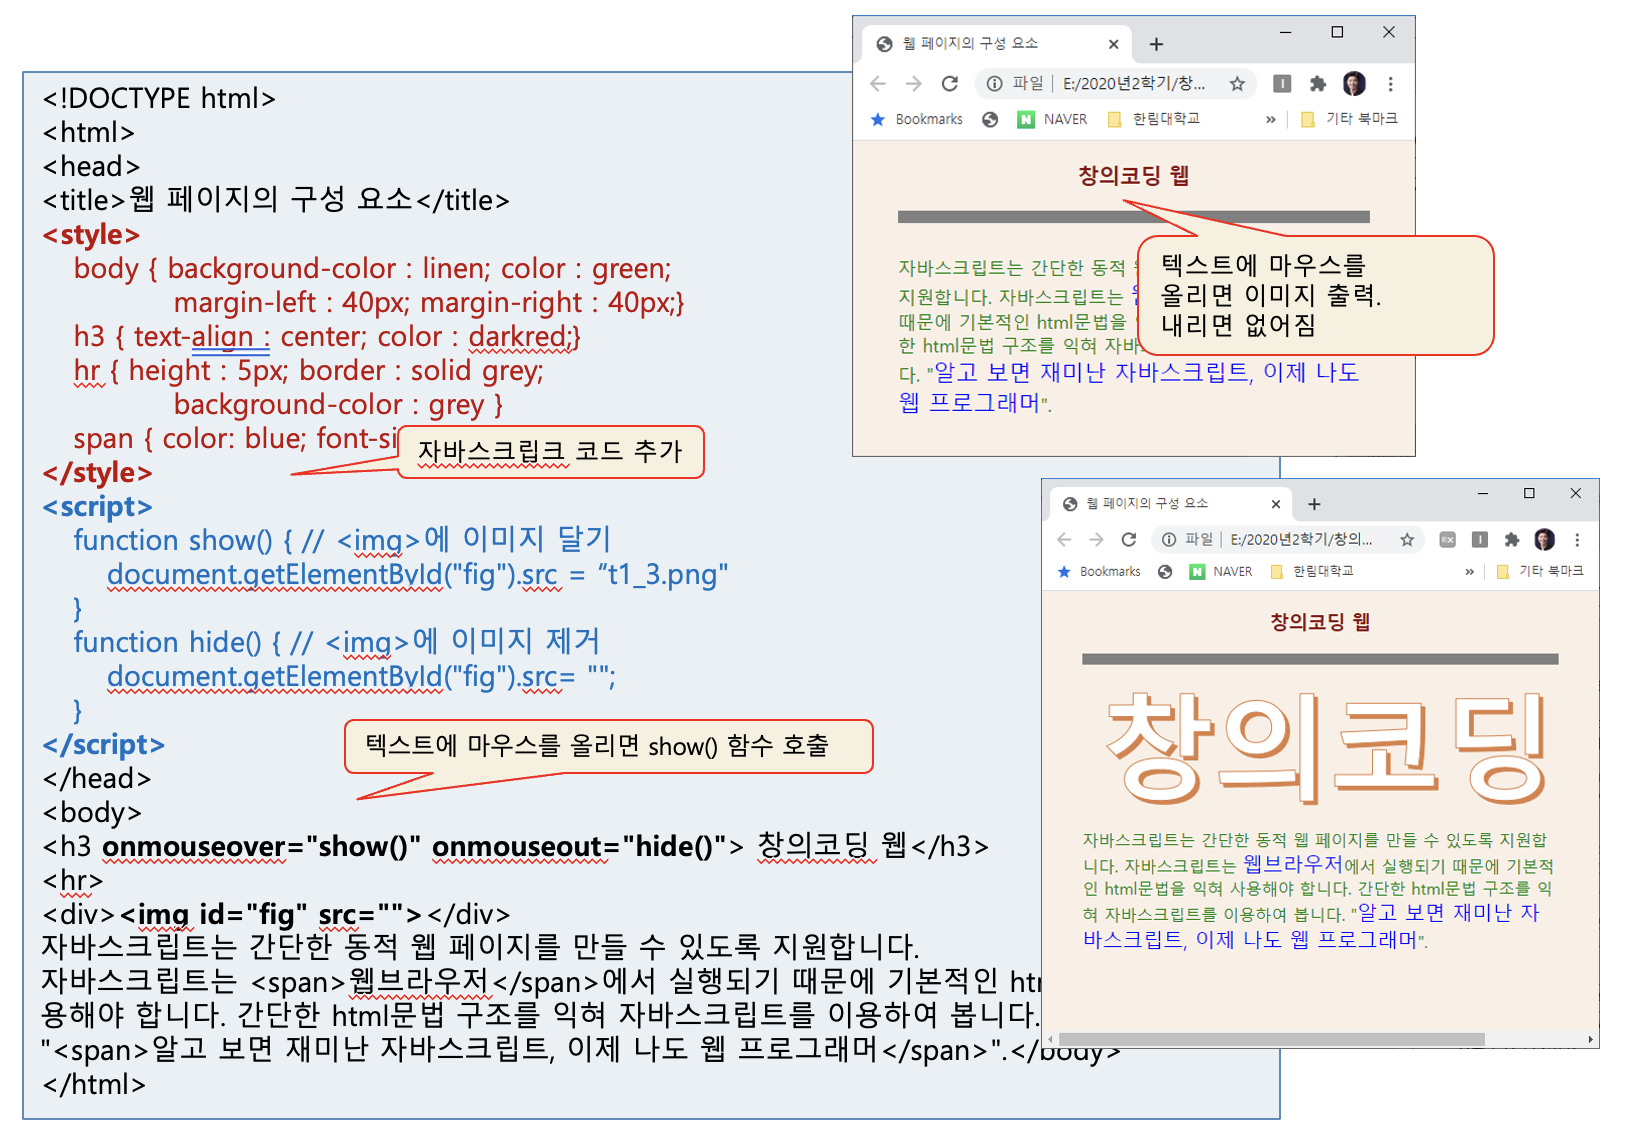 <!DOCTYPE html>
<html>
<head>
<title>웹 페이지의 구성 요소</title>
<style>
body { background-color : linen; color : green;
margin-left : 40px; margin-right : 40px;}
h3 { text-align : center; color : darkred;}
hr { height : 5px; border : solid grey;
background-color : grey }
span { color: blue; font-si
자바스크립크 코드 추가
</style>
<script>
function show() { // <img>에 이미지 달기
document.getElementById("fig").src = “t1_3.png"
}
function hide() { // <img>에 이미지 제거
document.getElementById("fig").src= "";
}
</script>
텍스트에 마우스를 올리면 show() 함수 호출
</head>
<body>
<h3 onmouseover="show()" onmouseout="hide()"> 창의코딩 웹</h3>
<hr>
<div><img id="fig" src=""></div>
자바스크립트는 간단한 동적 웹 페이지를 만들 수 있도록 지원합니다.
자바스크립트는 <span>웹브라우저</span>에서 실행되기 때문에 기본적인
용해야 합니다. 간단한 html문법 구조를 익혀 자바스크립트를 이용하여 봅니다.
"<span>알고 보면 재미난 자바스크립트, 이제 나도 웹 프로그래머</span>".</body>
</html>
웹 페이지의 구성 요소
파일 | E:/2020년2학기/창...
Bookmarks NAVER 한림대학교 » 기타 북마크
창의코딩 웹
텍스트에 마우스를
올리면 이미지 출력.
내리면 없어짐
자바스크립트는 간단한 동적
지원합니다. 자바스크립트는
때문에 기본적인 html문법을
한 html문법 구조를 익혀
다. "알고 보면 재미난 자바스크립트, 이제 나도
웹 프로그래머".
웹 페이지의 구성 요소
파일 | E:/2020년2학기/창의...
Bookmarks NAVER 한림대학교 » 기타 북마크
창의코딩 웹
창의코딩
자바스크립트는 간단한 동적 웹 페이지를 만들 수 있도록 지원합
니다. 자바스크립트는 웹브라우저에서 실행되기 때문에 기본적
인 html문법을 익혀 사용해야 합니다. 간단한 html문법 구조를 익
혀 자바스크립트를 이용하여 봅니다. "알고 보면 재미난 자
바스크립트, 이제 나도 웹 프로그래머".